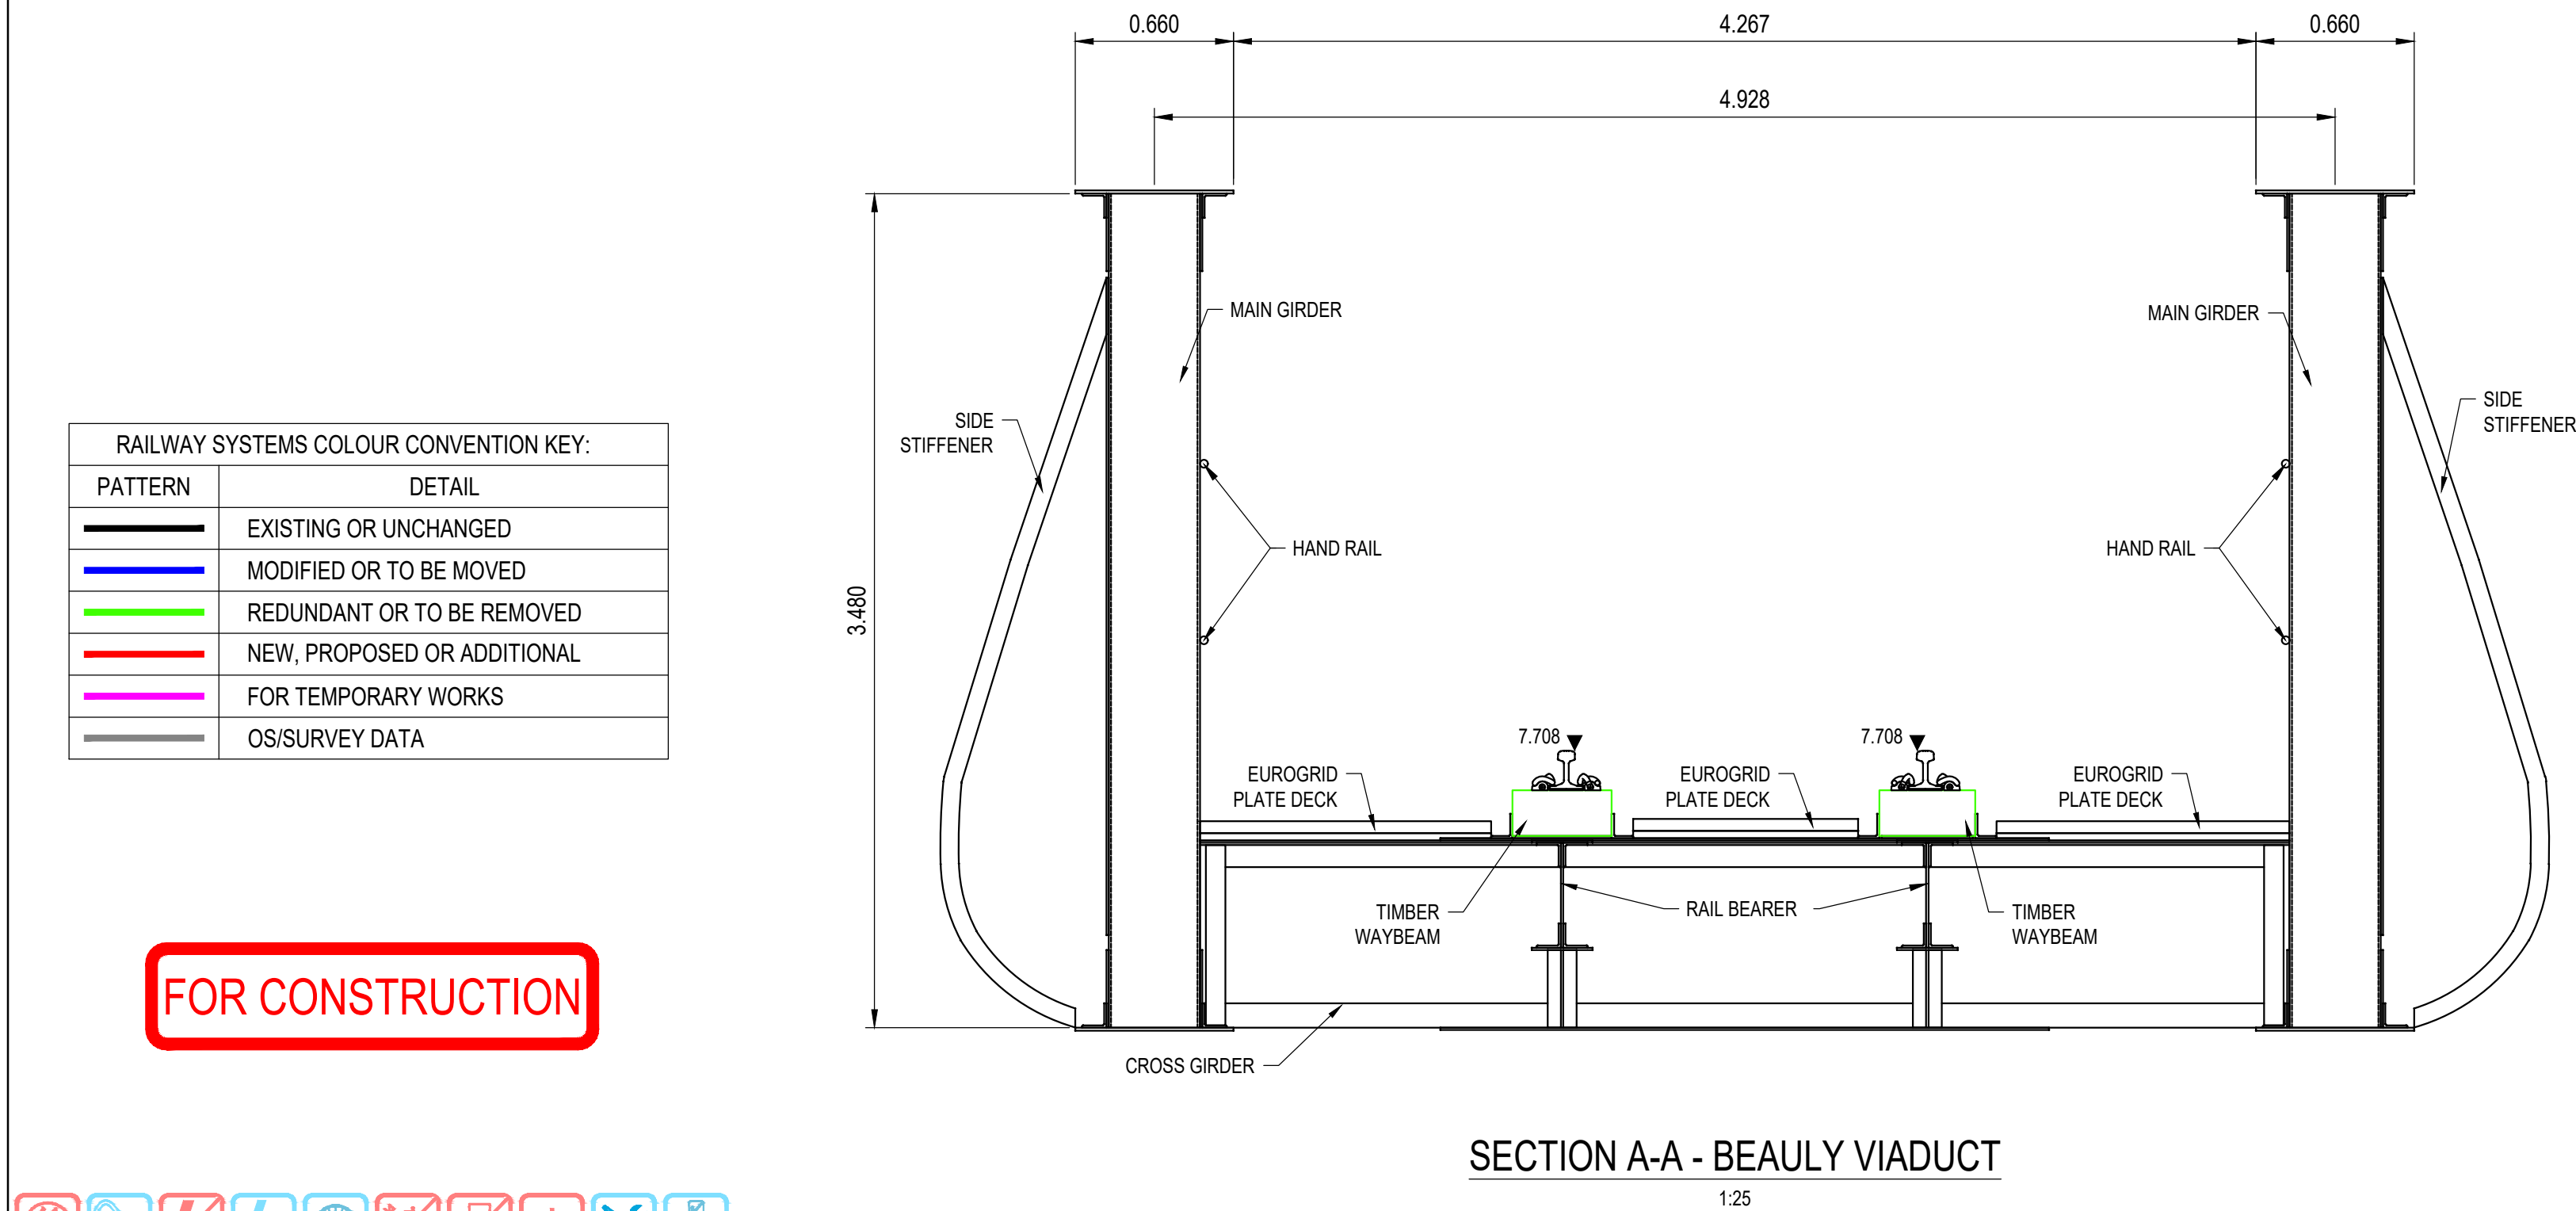 0.660
4.267
0.660
4.928
3.480
MAIN GIRDER
MAIN GIRDER
SIDE
STIFFENER
SIDE
STIFFENER
HAND RAIL
HAND RAIL
7.708
7.708
EUROGRID
PLATE DECK
EUROGRID
PLATE DECK
EUROGRID
PLATE DECK
TIMBER
WAYBEAM
RAIL BEARER
TIMBER
WAYBEAM
CROSS GIRDER
RAILWAY SYSTEMS COLOUR CONVENTION KEY:
PATTERN DETAIL
EXISTING OR UNCHANGED
MODIFIED OR TO BE MOVED
REDUNDANT OR TO BE REMOVED
NEW, PROPOSED OR ADDITIONAL
FOR TEMPORARY WORKS
OS/SURVEY DATA
FOR CONSTRUCTION
SECTION A-A - BEAULY VIADUCT
1:25